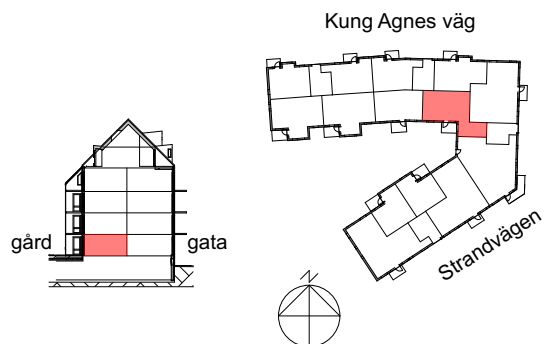 Kung Agnes väg
gård
gata
Strandvägen
N